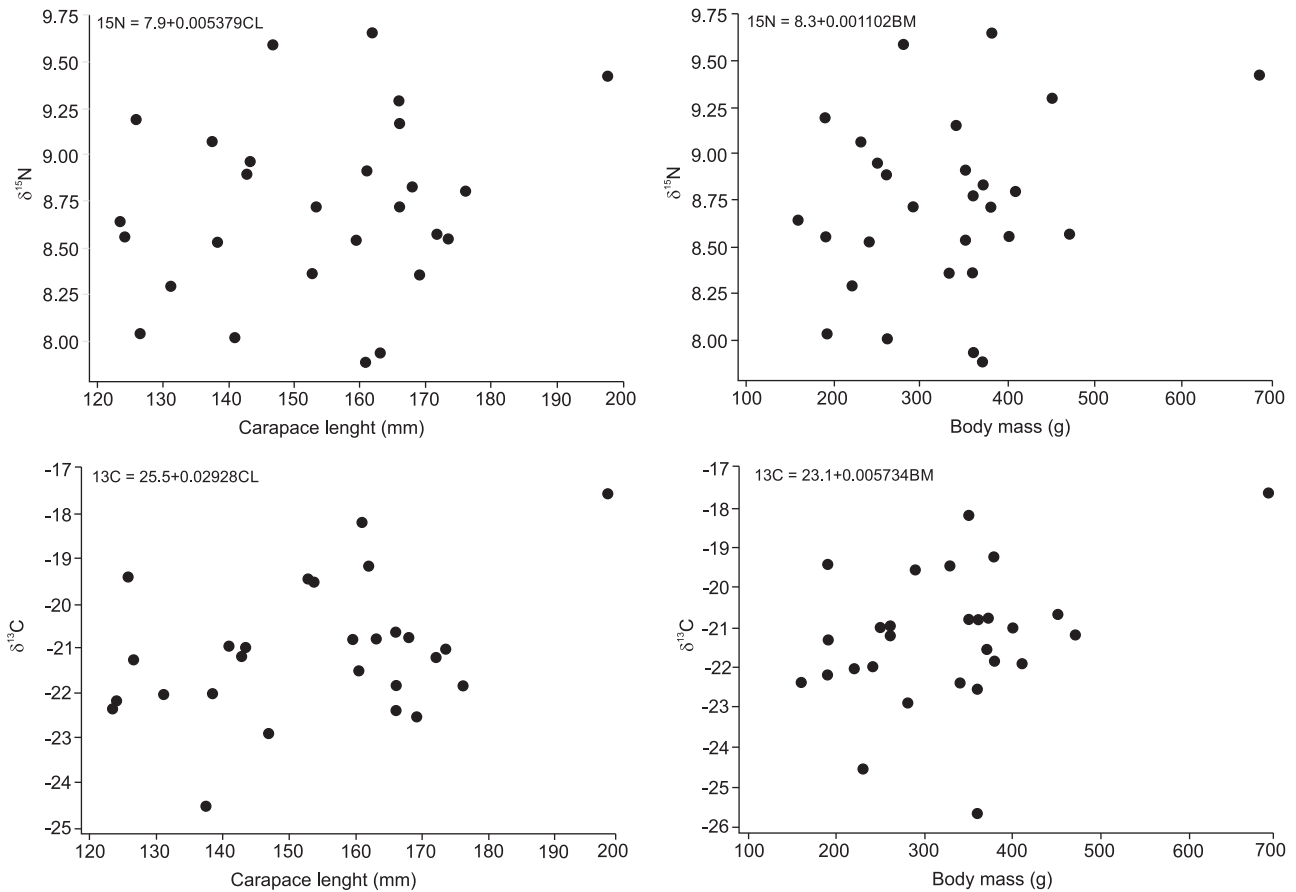 15N = 7.9+0.005379CL
9.75
9.50
9.25
9.00
8.75
8.50
8.25
8.00
δ15N
120 130 140 150 160 170 180 190 200
Carapace lenght (mm)
15N = 8.3+0.001102BM
9.75
9.50
9.25
9.00
8.75
8.50
8.25
8.00
δ15N
100 200 300 400 500 600 700
Body mass (g)
13C = 25.5+0.02928CL
-17
-18
-19
-20
-21
-22
-23
-24
-25
δ13C
120 130 140 150 160 170 180 190 200
Carapace lenght (mm)
13C = 23.1+0.005734BM
-17
-18
-19
-20
-21
-22
-23
-24
-25
-26
δ13C
100 200 300 400 500 600 700
Body mass (g)